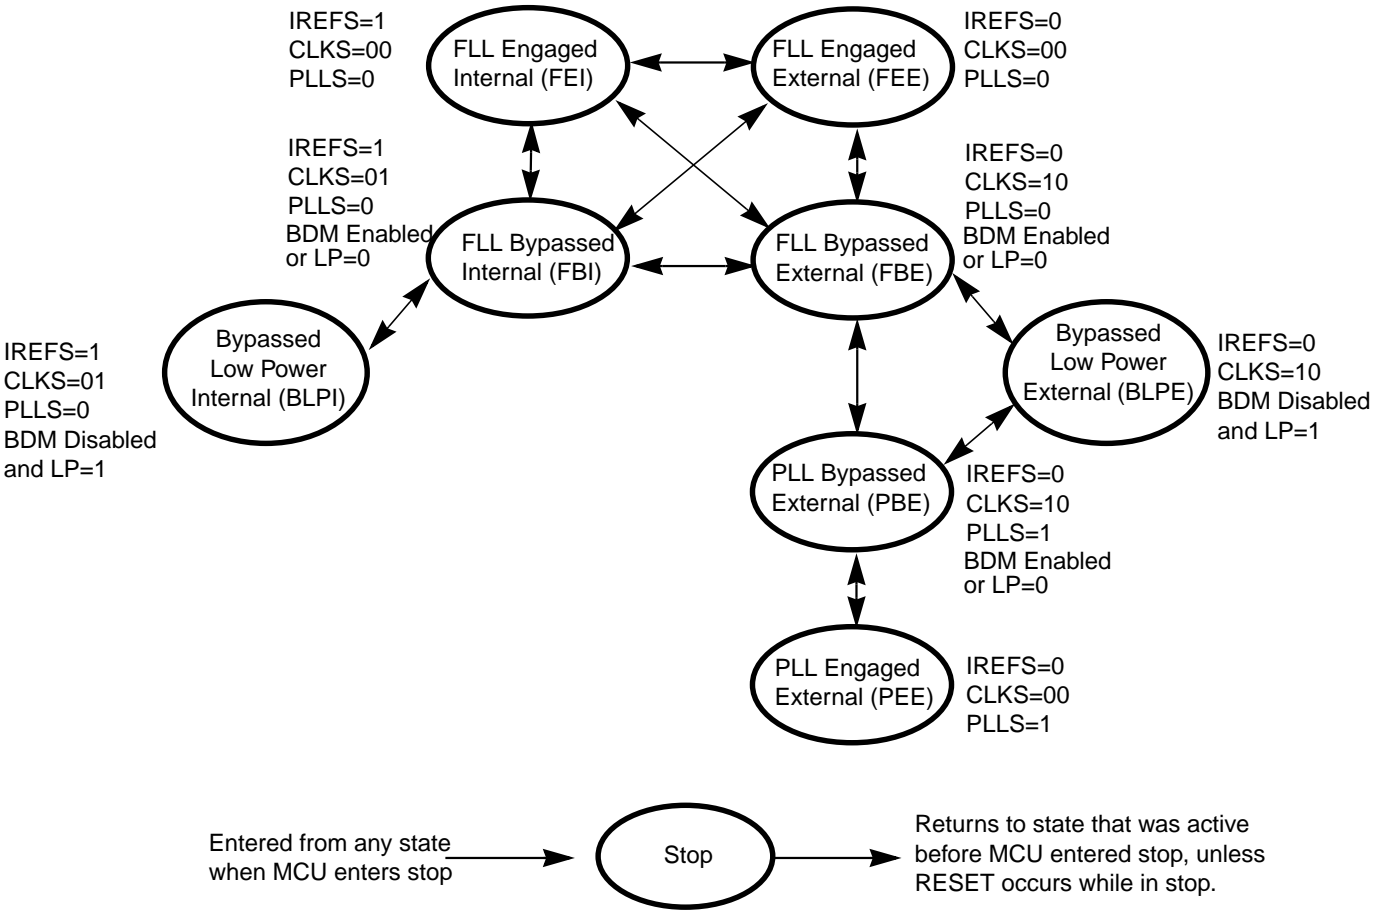 IREFS=1
CLKS=00
PLLS=0
FLL Engaged
Internal (FEI)
FLL Engaged
External (FEE)
IREFS=0
CLKS=00
PLLS=0
IREFS=1
CLKS=01
PLLS=0
BDM Enabled
or LP=0
FLL Bypassed
Internal (FBI)
FLL Bypassed
External (FBE)
IREFS=0
CLKS=10
PLLS=0
BDM Enabled
or LP=0
IREFS=1
CLKS=01
PLLS=0
BDM Disabled
and LP=1
Bypassed
Low Power
Internal (BLPI)
Bypassed
Low Power
External (BLPE)
IREFS=0
CLKS=10
BDM Disabled
and LP=1
PLL Bypassed
External (PBE)
IREFS=0
CLKS=10
PLLS=1
BDM Enabled
or LP=0
PLL Engaged
External (PEE)
IREFS=0
CLKS=00
PLLS=1
Entered from any state
when MCU enters stop
Stop
Returns to state that was active
before MCU entered stop, unless
RESET occurs while in stop.